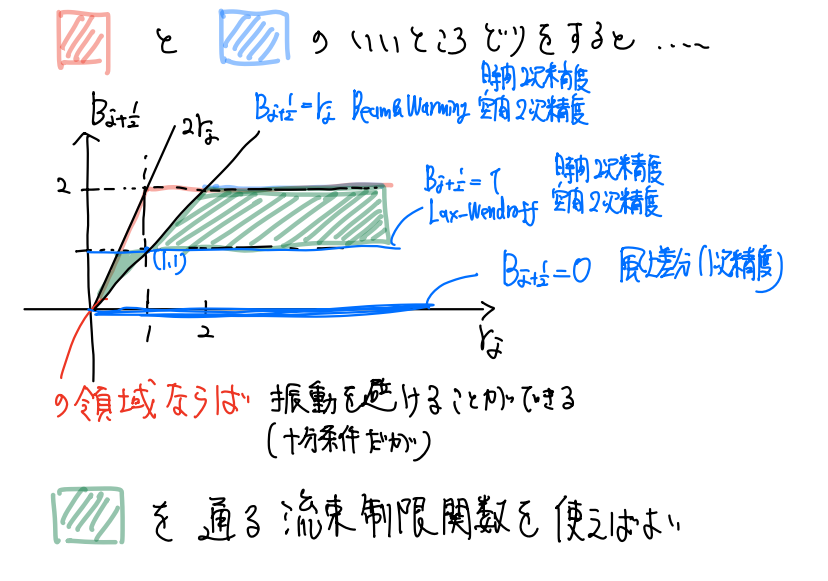 と のいいところどりをすると .....
時間2次精度
B_{j+1/2} = r_j Beam & Warming 空間2次精度
B_{j+1/2}
2r_j
2
時間2次精度
B_{j+1/2} = 1
Lax-Wendroff 空間2次精度
(1,1)
B_{j+1/2} = 0 風上差分(1次精度)
1 2
r_j
の領域ならば 振動を避けることができる
(十分条件だが)
を通る流束制限関数を使えばよい